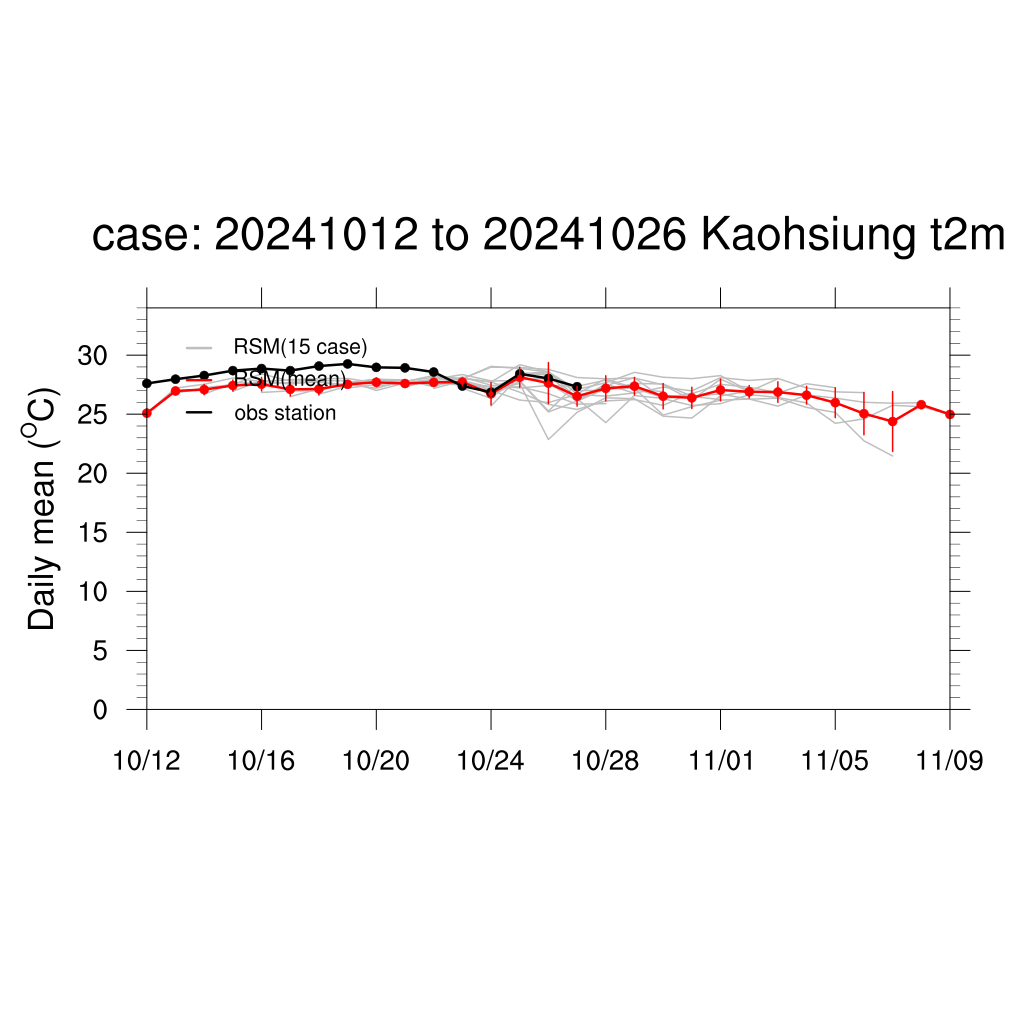 case: 20241012 to 20241026 Kaohsiung t2m
RSM(15 case)
RSM(mean)
obs station
Daily mean (°C)
30
25
20
15
10
5
0
10/12 10/16 10/20 10/24 10/28 11/01 11/05 11/09